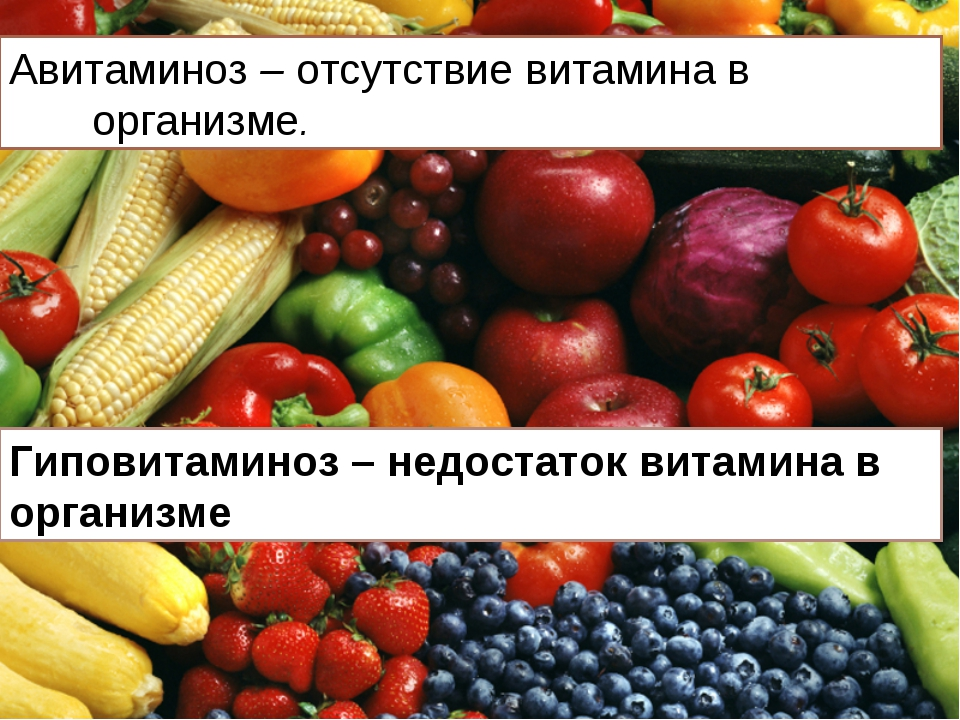 Авитаминоз – отсутствие витамина в
организме.
Гиповитаминоз – недостаток витамина в
организме